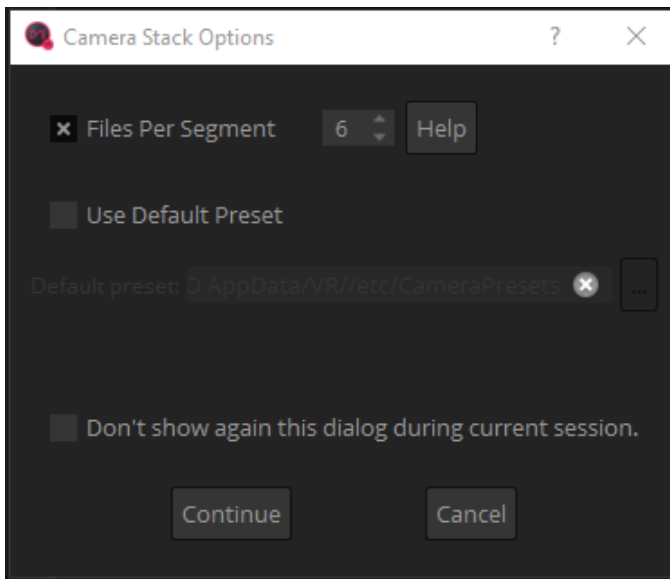 Camera Stack Options
Files Per Segment 6 Help
Use Default Preset
Default preset: AppData/VR//etc/CameraPresets ...
Don't show again this dialog during current session.
Continue Cancel